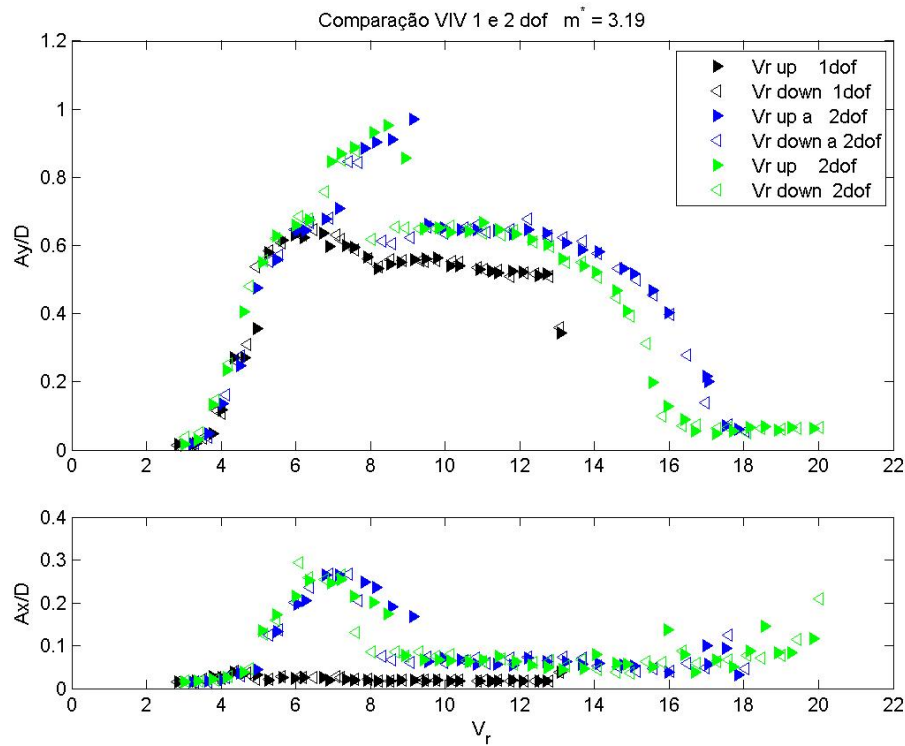 Comparação VIV 1 e 2 dof   m* = 3.19
1.2
1
0.8
0.6
0.4
0.2
0
Ay/D
Vr up    1dof
Vr down  1dof
Vr up a   2dof
Vr down a 2dof
Vr up    2dof
Vr down  2dof
0 2 4 6 8 10 12 14 16 18 20 22
0.4
0.3
0.2
0.1
0
Ax/D
0 2 4 6 8 10 12 14 16 18 20 22
Vr